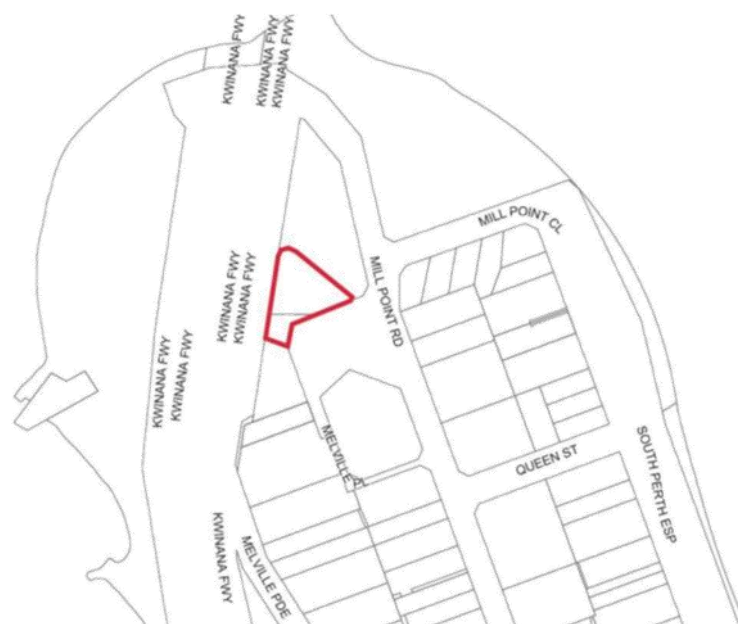 KWINANA FWY
KWINANA FWY
KWINANA FWY
MILL POINT CL
KWINANA FWY
KWINANA FWY
MILL POINT RD
KWINANA FWY
KWINANA FWY
MELVILLE PL
QUEEN ST
SOUTH PERTH ESP
KWINANA FWY
MELVILLE PDE